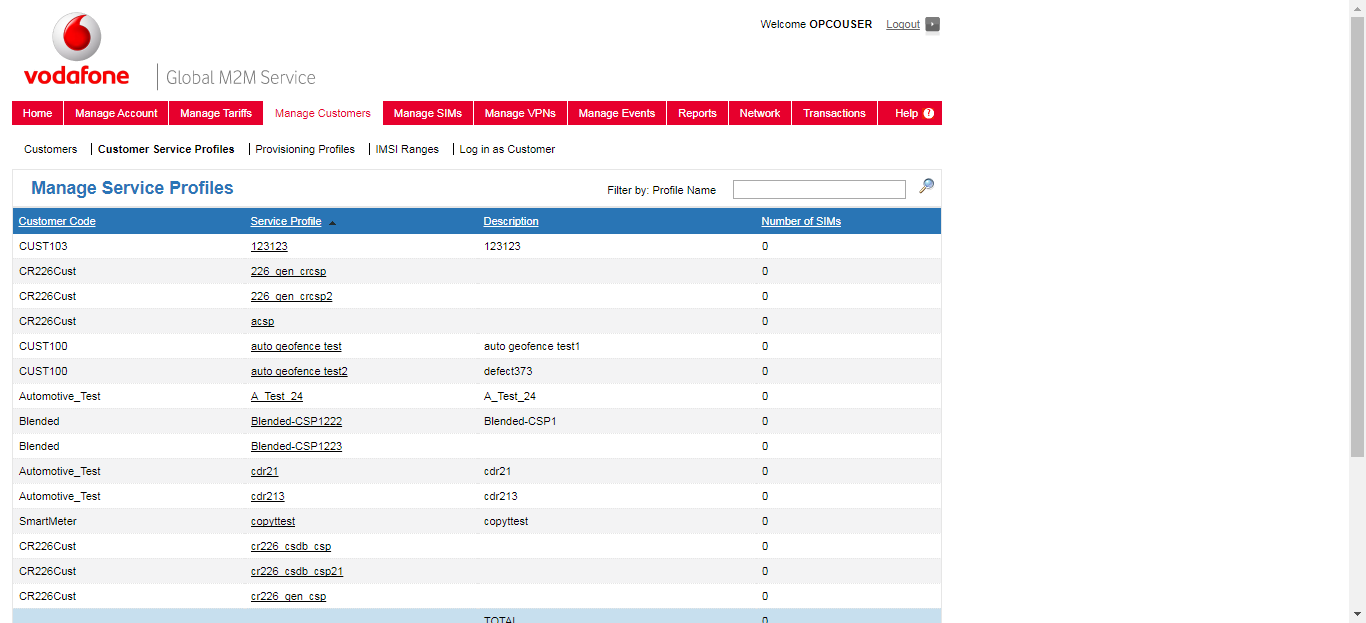 Welcome OPCOUSER Logout
vodafone Global M2M Service
Home Manage Account Manage Tariffs Manage Customers Manage SIMs Manage VPNs Manage Events Reports Network Transactions Help ?
Customers Customer Service Profiles Provisioning Profiles IMSI Ranges Log in as Customer
Manage Service Profiles Filter by: Profile Name
Customer Code Service Profile Description Number of SIMs
CUST103 123123 123123 0
CR226Cust 226_gen_crcsp 0
CR226Cust 226_gen_crcsp2 0
CR226Cust acsp 0
CUST100 auto geofence test auto geofence test1 0
CUST100 auto geofence test2 defect373 0
Automotive_Test A_Test_24 A_Test_24 0
Blended Blended-CSP1222 Blended-CSP1 0
Blended Blended-CSP1223 0
Automotive_Test cdr21 cdr21 0
Automotive_Test cdr213 cdr213 0
SmartMeter copyttest copyttest 0
CR226Cust cr226_csdb_csp 0
CR226Cust cr226_csdb_csp21 0
CR226Cust cr226_gen_csp 0
TOTAL 0